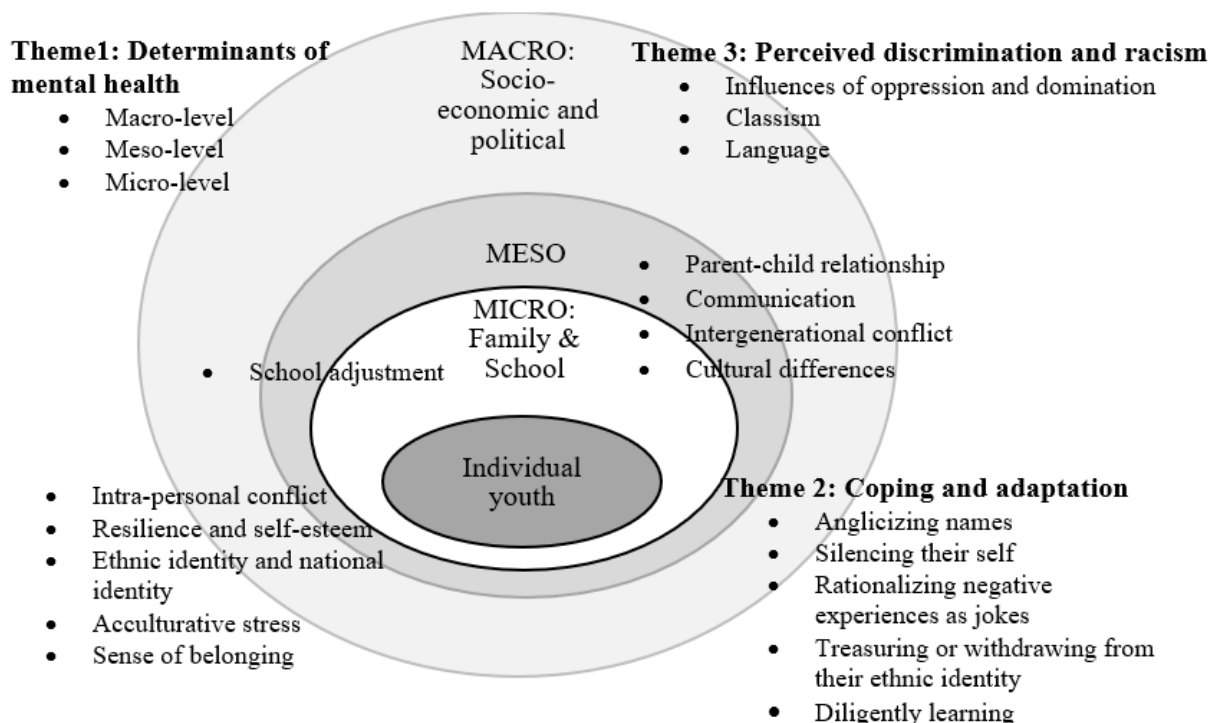 Theme1: Determinants of
mental health
• Macro-level
• Meso-level
• Micro-level
MACRO:
Socio-
economic and
political
Theme 3: Perceived discrimination and racism
• Influences of oppression and domination
• Classism
• Language
MESO
• Parent-child relationship
• Communication
• Intergenerational conflict
• Cultural differences
MICRO:
Family &
School
• School adjustment
Individual
youth
• Intra-personal conflict
• Resilience and self-esteem
• Ethnic identity and national
identity
• Acculturative stress
• Sense of belonging
Theme 2: Coping and adaptation
• Anglicizing names
• Silencing their self
• Rationalizing negative
experiences as jokes
• Treasuring or withdrawing from
their ethnic identity
• Diligently learning